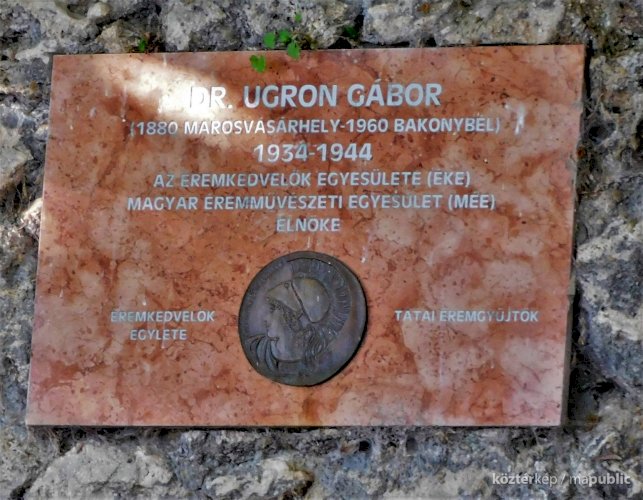 DR. UGRON GÁBOR
(1880 MAROSVÁSÁRHELY-1960 BAKONYBÉL)
1934-1944
AZ ÉREMKEDVELŐK EGYESÜLETE (ÉKE)
MAGYAR ÉREMMŰVÉSZETI EGYESÜLET (MÉE)
ELNÖKE
ÉREMKEDVELŐK
EGYLETE
TATAI ÉREMGYŰJTŐK
köztérkép / mapublic